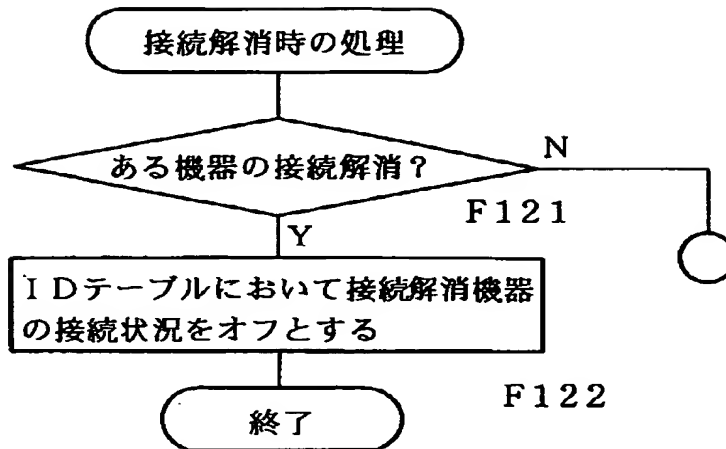 接続解消時の処理
ある機器の接続解消?
N
F121
Y
IDテーブルにおいて接続解消機器
の接続状況をオフとする
F122
終了